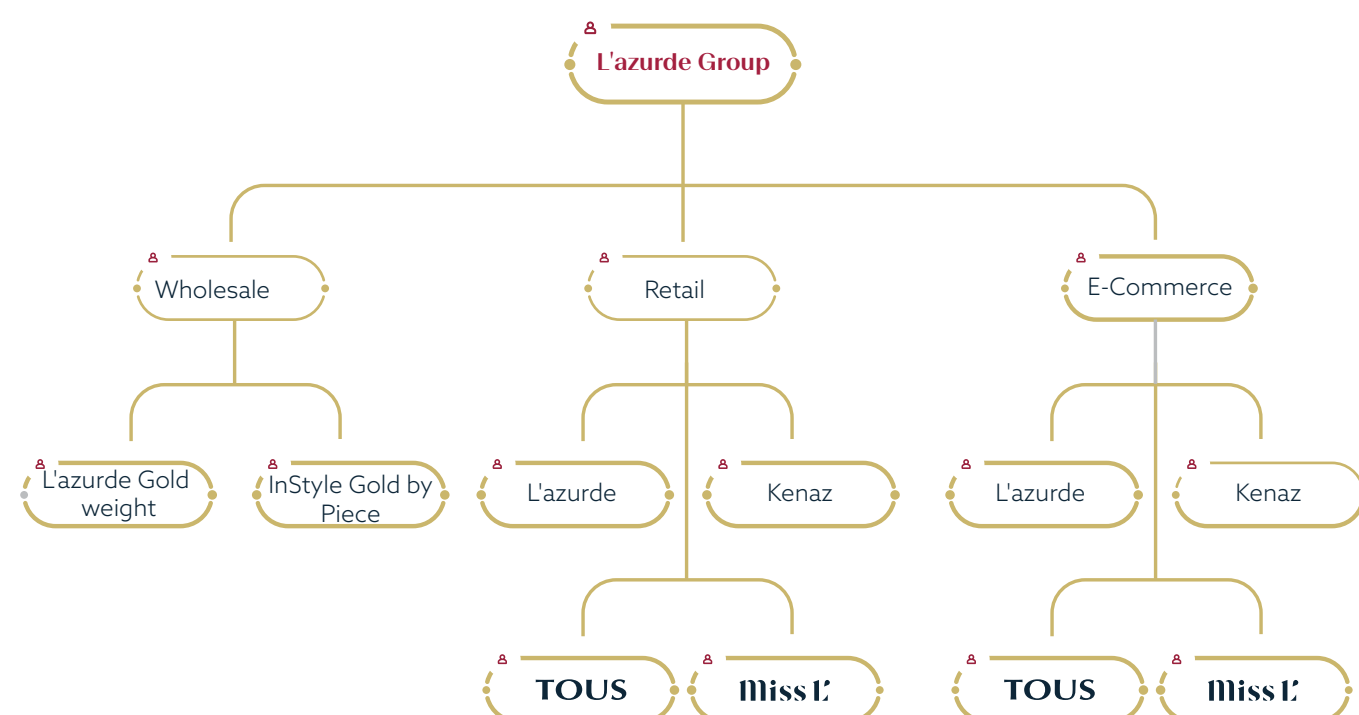 L'azurde Group
Wholesale
Retail
E-Commerce
L'azurde Gold
weight
InStyle Gold by
Piece
L'azurde
Kenaz
L'azurde
Kenaz
TOUS
Miss L'
TOUS
Miss L'